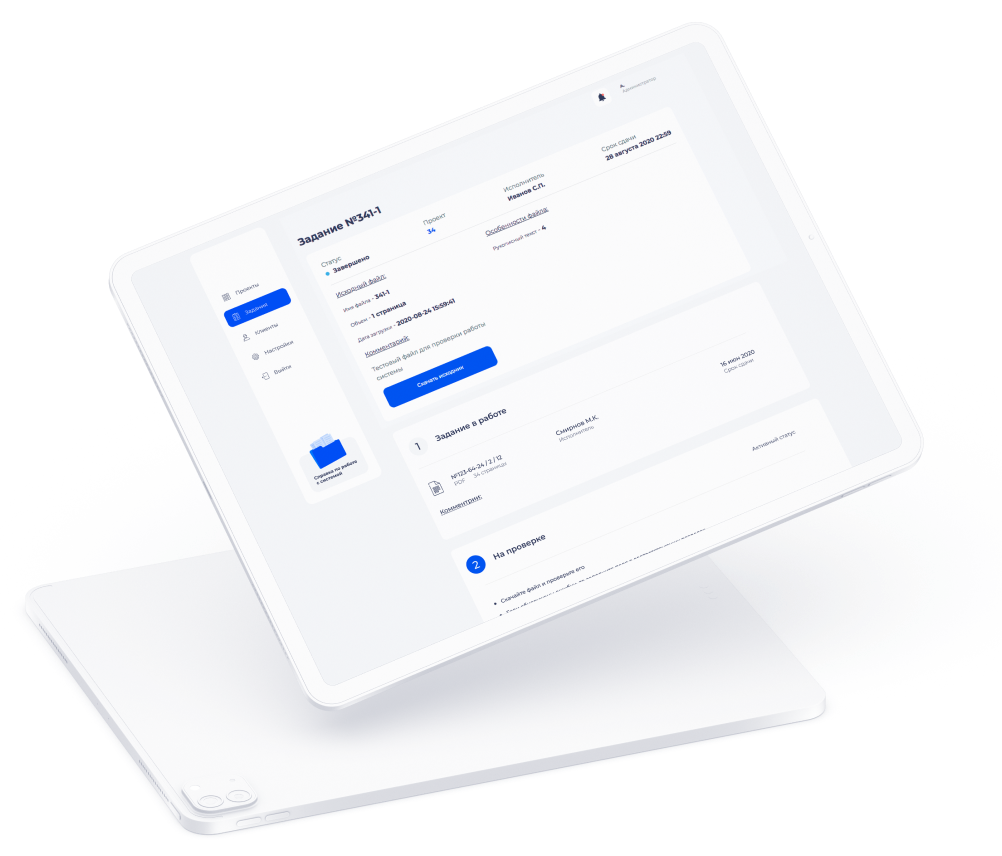 Администратор
Проекты
Задания
Клиенты
Настройки
Выйти
Справка по работе
с системой
Задание №341-1
Статус
Завершено
Проект
34
Исполнитель
Иванов С.П.
Срок сдачи
28 августа 2020 22:59
Исходный файл:
Имя файла - 341-1
Объем - 1 страница
Дата загрузки - 2020-08-24 15:59:41
Особенности файла:
Рукописный текст - 4
Комментарий:
Тестовый файл для проверки работы
системы
Скачать исходник
1
Задание в работе
№123-64-24 / 2 / 12
PDF 34 страницы
Смирнов М.К.
Исполнитель
16 июн 2020
Срок сдачи
Комментрии:
2
На проверке
Активный статус
Скачайте файл и проверьте его